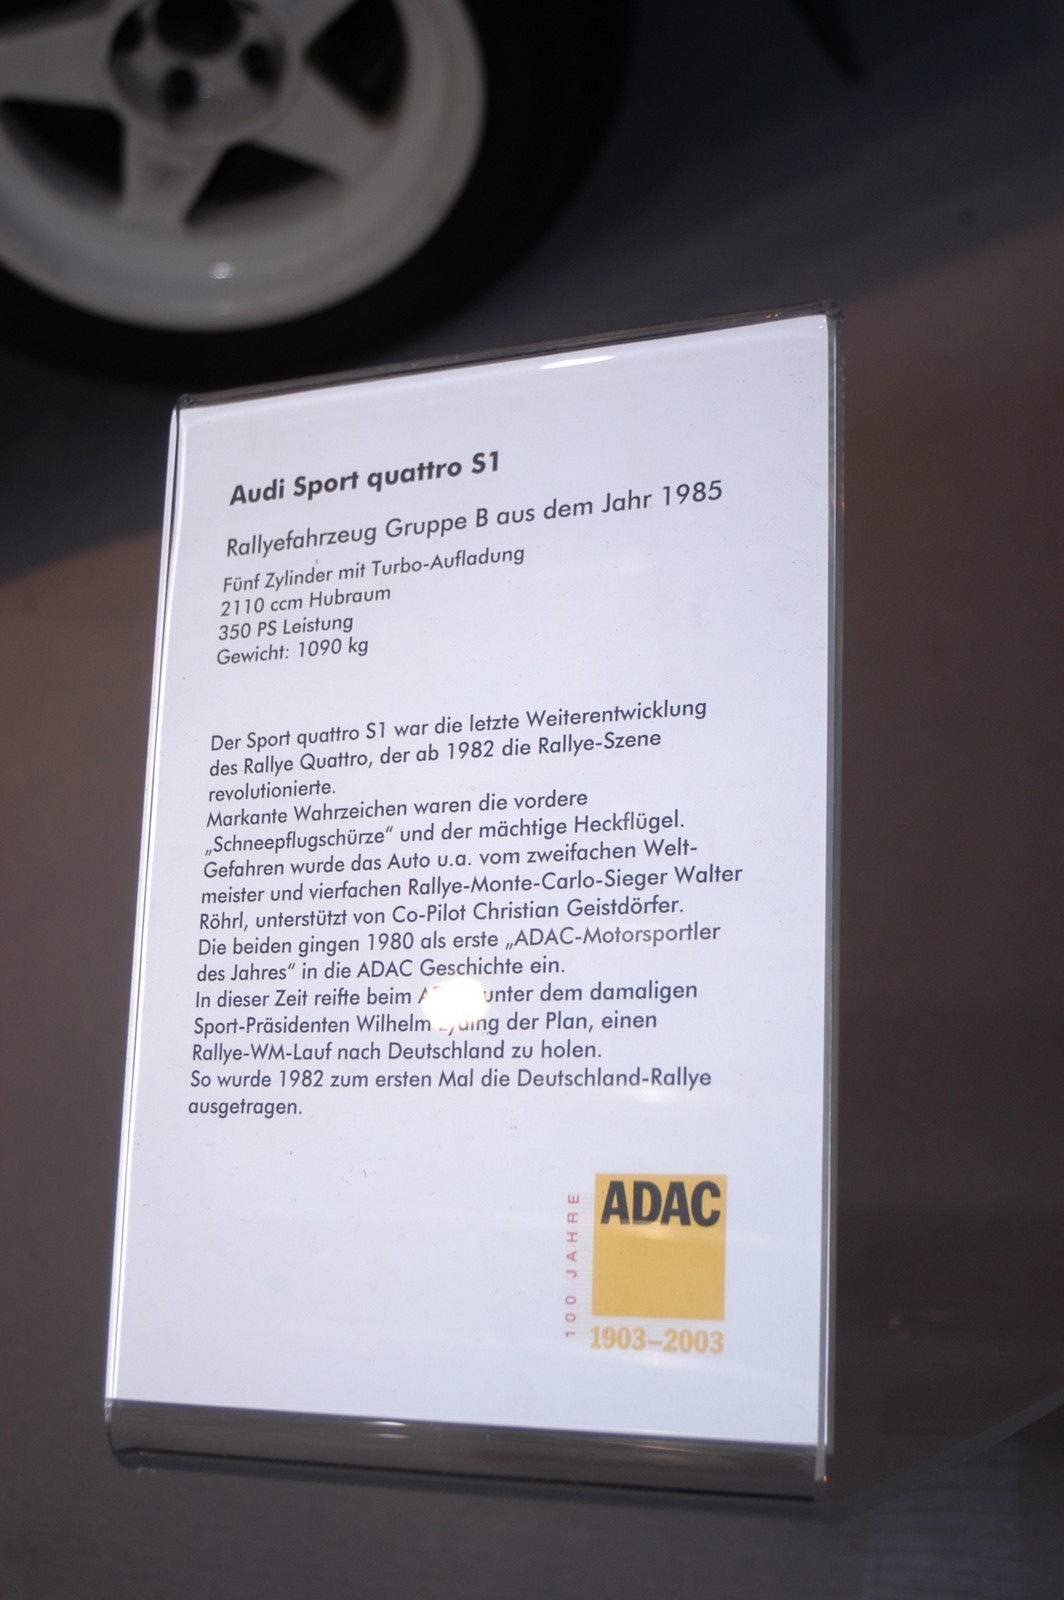 Audi Sport quattro S1
Rallyefahrzeug Gruppe B aus dem Jahr 1985
Fünf Zylinder mit Turbo-Aufladung
2110 ccm Hubraum
350 PS Leistung
Gewicht: 1090 kg
Der Sport quattro S1 war die letzte Weiterentwicklung
des Rallye Quattro, der ab 1982 die Rallye-Szene
revolutionierte.
Markante Wahrzeichen waren die vordere
„Schneepflugschürze“ und der mächtige Heckflügel.
Gefahren wurde das Auto u.a. vom zweifachen Welt-
meister und vierfachen Rallye-Monte-Carlo-Sieger Walter
Röhrl, unterstützt von Co-Pilot Christian Geistdörfer.
Die beiden gingen 1980 als erste „ADAC-Motorsportler
des Jahres“ in die ADAC Geschichte ein.
In dieser Zeit reifte beim unter dem damaligen
Sport-Präsidenten Wilhelm der Plan, einen
Rallye-WM-Lauf nach Deutschland zu holen.
So wurde 1982 zum ersten Mal die Deutschland-Rallye
ausgetragen.
100 JAHRE
ADAC
1903–2003